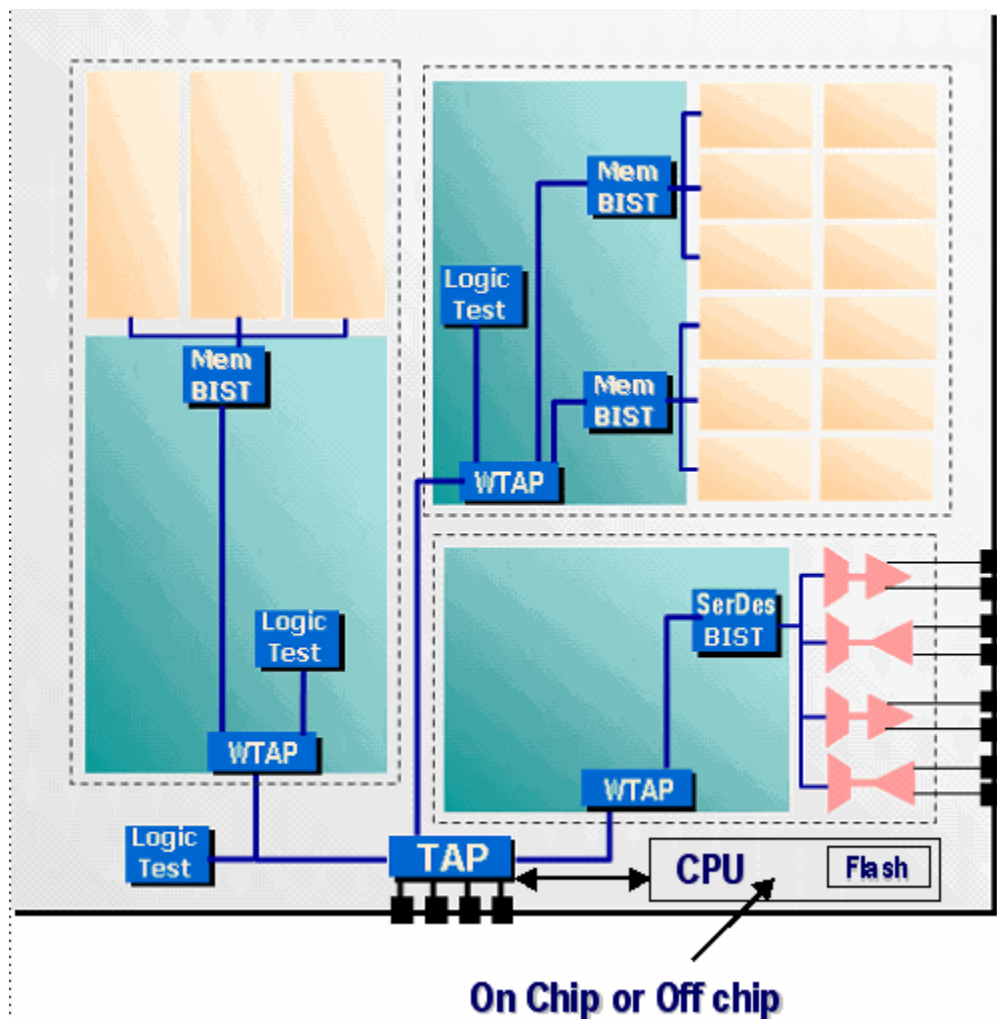 Mem
BIST
Logic
Test
WTAP
Mem
BIST
Logic
Test
Mem
BIST
WTAP
SerDes
BIST
WTAP
Logic
Test
TAP
CPU
Flash
On Chip or Off chip